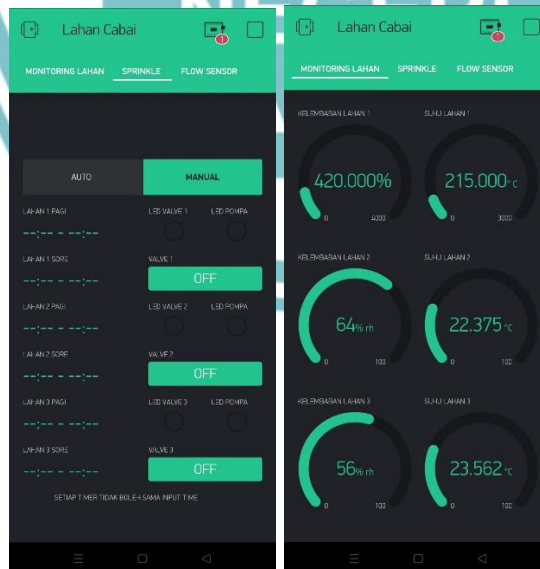 Lahan Cabai
1
MONITORING LAHAN SPRINKLE FLOW SENSOR
AUTO MANUAL
LAHAN 1 PAGI LED VALVE 1 LED POMPA
--:-- - --:--
LAHAN 1 SORE VALVE 1
--:-- - --:-- OFF
LAHAN 2 PAGI LED VALVE 2 LED POMPA
--:-- - --:--
LAHAN 2 SORE VALVE 2
--:-- - --:-- OFF
LAHAN 3 PAGI LED VALVE 3 LED POMPA
--:-- - --:--
LAHAN 3 SORE VALVE 3
--:-- - --:-- OFF
SETIAP TIMER TIDAK BOLEH SAMA INPUT TIME
Lahan Cabai
1
MONITORING LAHAN SPRINKLE FLOW SENSOR
KELEMBABAN LAHAN 1 SUHU LAHAN 1
420.000% 215.000°C
0 4000 0 3000
KELEMBABAN LAHAN 2 SUHU LAHAN 2
64% rh 22.375 °C
0 100 0 100
KELEMBABAN LAHAN 3 SUHU LAHAN 3
56% rh 23.562 °C
0 100 0 100